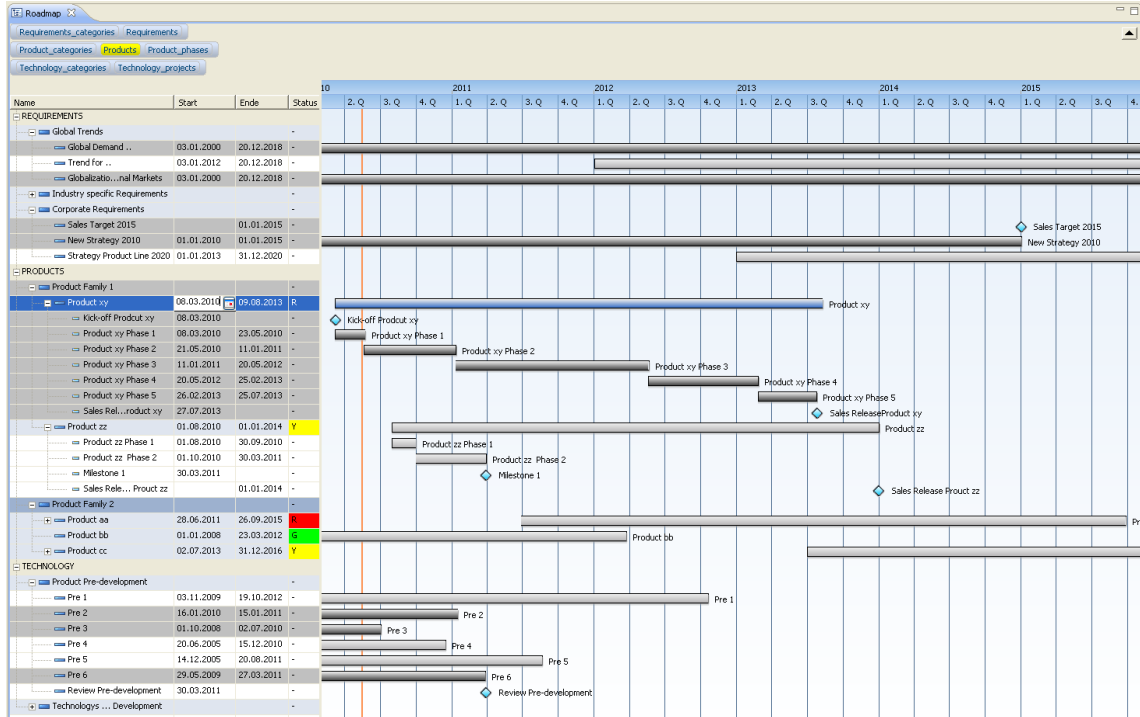 Roadmap
Requirements_categories Requirements
Product_categories Products Product_phases
Technology_categories Technology_projects
10 2011 2012 2013 2014 2015
Name Start Ende Status 2. Q 3. Q 4. Q 1. Q 2. Q 3. Q 4. Q 1. Q 2. Q 3. Q 4. Q 1. Q 2. Q 3. Q 4. Q 1. Q 2. Q 3. Q 4. Q 1. Q 2. Q 3. Q 4.
REQUIREMENTS
Global Trends -
Global Demand .. 03.01.2000 20.12.2018 -
Trend for .. 03.01.2012 20.12.2018 -
Globalizatio...nal Markets 03.01.2000 20.12.2018 -
Industry specific Requirements -
Corporate Requirements -
Sales Target 2015 01.01.2015 - Sales Target 2015
New Strategy 2010 01.01.2010 01.01.2015 - New Strategy 2010
Strategy Product Line 2020 01.01.2013 31.12.2020 -
PRODUCTS
Product Family 1 -
Product xy 08.03.2010 09.08.2013 R Product xy
Kick-off Prodcut xy 08.03.2010 - Kick-off Prodcut xy
Product xy Phase 1 08.03.2010 23.05.2010 - Product xy Phase 1
Product xy Phase 2 21.05.2010 11.01.2011 - Product xy Phase 2
Product xy Phase 3 11.01.2011 20.05.2012 - Product xy Phase 3
Product xy Phase 4 20.05.2012 25.02.2013 - Product xy Phase 4
Product xy Phase 5 26.02.2013 25.07.2013 - Product xy Phase 5
Sales Rel...roduct xy 27.07.2013 - Sales ReleaseProduct xy
Product zz 01.08.2010 01.01.2014 Y Product zz
Product zz Phase 1 01.08.2010 30.09.2010 - Product zz Phase 1
Product zz Phase 2 01.10.2010 30.03.2011 - Product zz Phase 2
Milestone 1 30.03.2011 - Milestone 1
Sales Rele... Prouct zz 01.01.2014 - Sales Release Prouct zz
Product Family 2 -
Product aa 28.06.2011 26.09.2015 R Pr
Product bb 01.01.2008 23.03.2012 G Product bb
Product cc 02.07.2013 31.12.2016 Y
TECHNOLOGY
Product Pre-development -
Pre 1 03.11.2009 19.10.2012 - Pre 1
Pre 2 16.01.2010 15.01.2011 - Pre 2
Pre 3 01.10.2008 02.07.2010 - Pre 3
Pre 4 20.06.2005 15.12.2010 - Pre 4
Pre 5 14.12.2005 20.08.2011 - Pre 5
Pre 6 29.05.2009 27.03.2011 - Pre 6
Review Pre-development 30.03.2011 - Review Pre-development
Technologys ... Development -